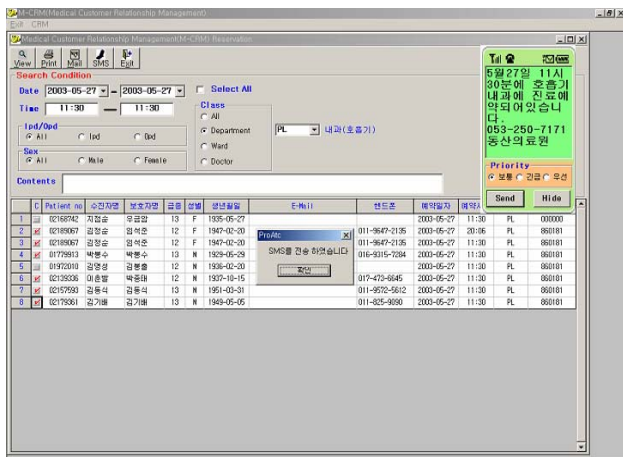 M-CRM(Medical Customer Relationship Management)
Exit CRM
Medical Customer Relationship Management(M-CRM) Reservation
View Print Mail SMS Exit
Search Condition
Date 2003-05-27 - 2003-05-27 Select All
Time 11:30 — 11:30
Class
All
Department PL 내과(호흡기)
Ward
Doctor
Ipd/Opd
All Ipd Opd
Sex
All Male Female
Contents
5월27일 11시
30분에 호흡기
내과에 진료예
약되어있습니
다.
053-250-7171
동산의료원
Priority
보통 긴급 우선
Send Hide
C Patient no 수진자명 보호자명 급종 성별 생년월일 E-Mail 핸드폰 예약일자
1 02168742 13 F 1935-05-27 2003-05-27 11:30 PL 000000
2 02189067 김정순 임석준 12 F 1947-02-20 011-9647-2135 2003-05-27 20:06 PL 860181
3 02189067 김정순 임석준 12 F 1947-02-20 011-9647-2135 2003-05-27 11:30 PL 860181
4 01779913 박봉수 박봉수 13 M 1929-05-29 016-9315-7284 2003-05-27 11:30 PL 860181
5 01972010 김명성 12 M 1936-02-20 2003-05-27 11:30 PL 860181
6 02139336 박종태 12 M 1937-10-15 017-473-6645 2003-05-27 11:30 PL 860181
7 02157593 김동식 김동식 13 M 1951-03-31 011-9572-5612 2003-05-27 11:30 PL 860181
8 02179361 김기배 김기배 13 M 1949-05-05 011-825-9090 2003-05-27 11:30 PL 860181
ProAtc
SMS를 전송 하였습니다
확인